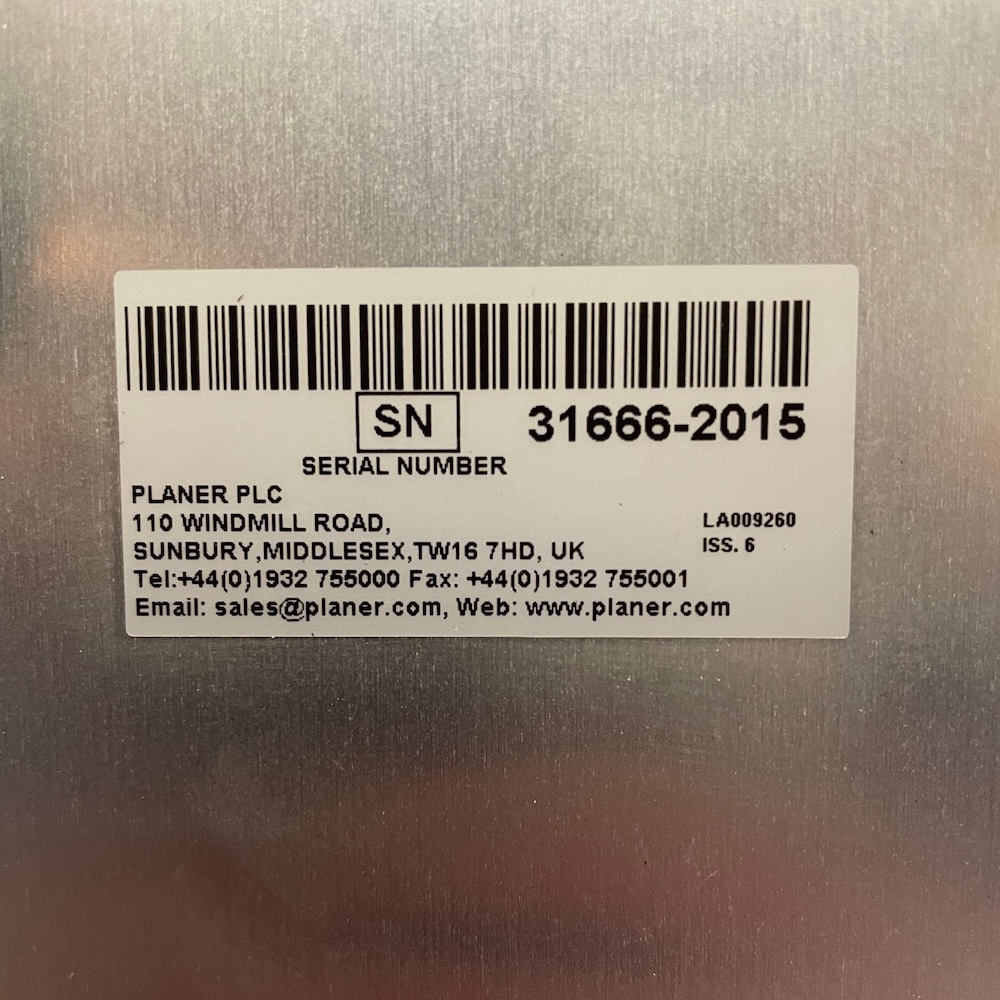 SN 31666-2015
SERIAL NUMBER
PLANER PLC
110 WINDMILL ROAD,
SUNBURY,MIDDLESEX,TW16 7HD, UK
Tel:+44(0)1932 755000 Fax: +44(0)1932 755001
Email: sales@planer.com, Web: www.planer.com
LA009260
ISS. 6